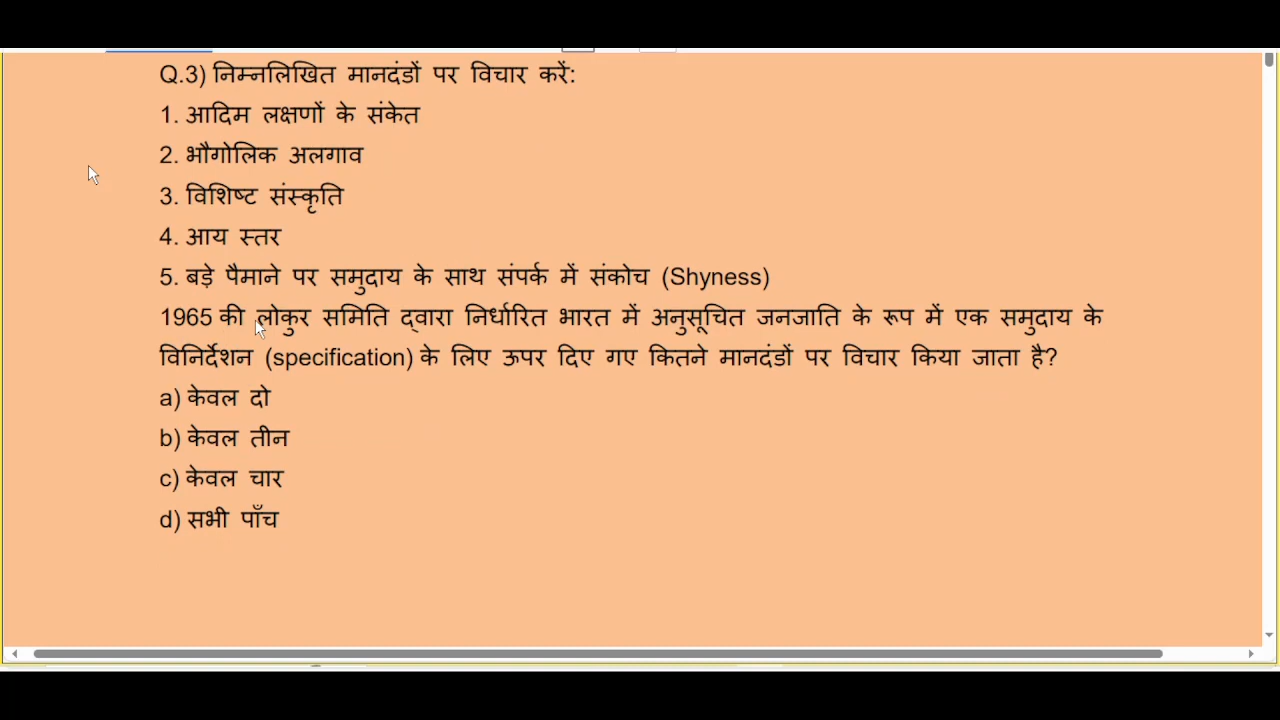 Q.3) निम्नलिखित मानदंडों पर विचार करें:
1. आदिम लक्षणों के संकेत
2. भौगोलिक अलगाव
3. विशिष्ट संस्कृति
4. आय स्तर
5. बड़े पैमाने पर समुदाय के साथ संपर्क में संकोच (Shyness)
1965 की लोकुर समिति द्वारा निर्धारित भारत में अनुसूचित जनजाति के रूप में एक समुदाय के
विनिर्देशन (specification) के लिए ऊपर दिए गए कितने मानदंडों पर विचार किया जाता है?
a) केवल दो
b) केवल तीन
c) केवल चार
d) सभी पाँच